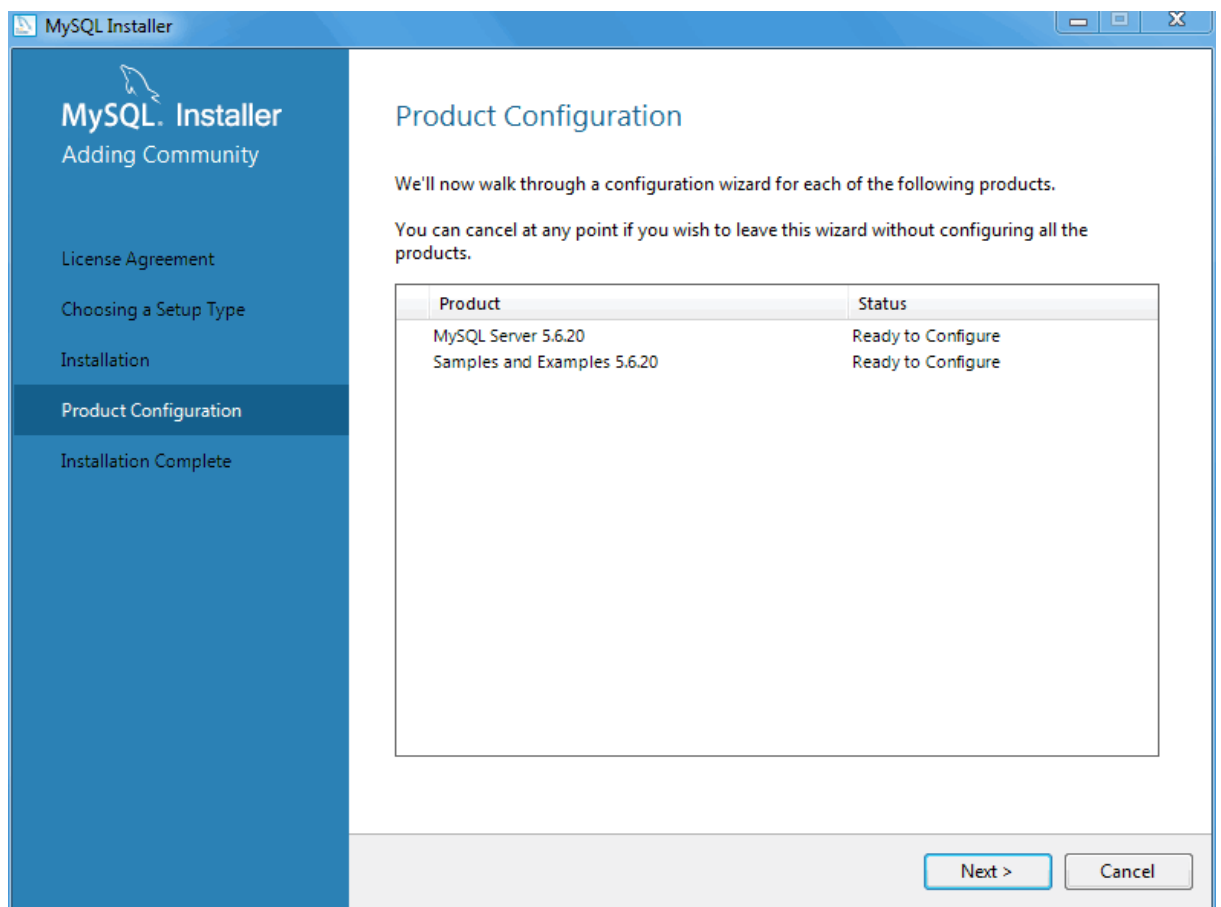 MySQL Installer
MySQL. Installer
Adding Community
License Agreement
Choosing a Setup Type
Installation
Product Configuration
Installation Complete
Product Configuration
We'll now walk through a configuration wizard for each of the following products.
You can cancel at any point if you wish to leave this wizard without configuring all the
products.
Product Status
MySQL Server 5.6.20 Ready to Configure
Samples and Examples 5.6.20 Ready to Configure
Next > Cancel